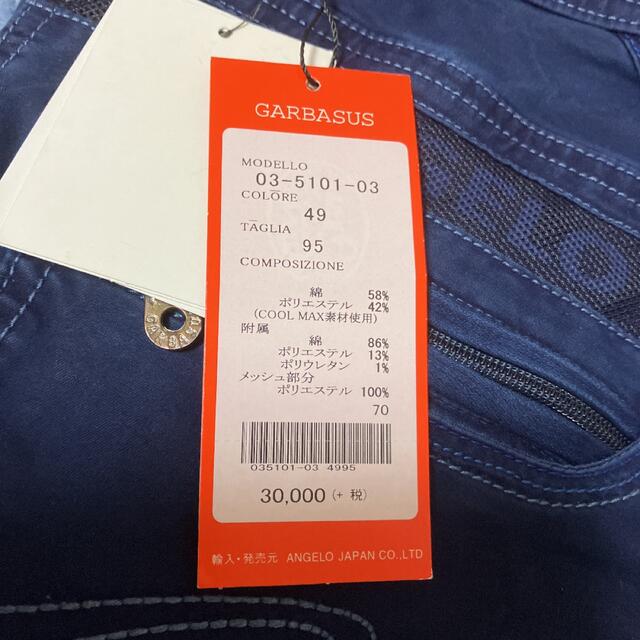 GARBASUS
MODELLO
03-5101-03
COLORE
49
TAGLIA
95
COMPOSIZIONE
綿 58%
ポリエステル 42%
(COOL MAX素材使用)
附属
綿 86%
ポリエステル 13%
ポリウレタン 1%
メッシュ部分
ポリエステル 100%
70
035101-03 4995
30,000 (+ 税)
輸入・発売元 ANGELO JAPAN CO.,LTD
GELO